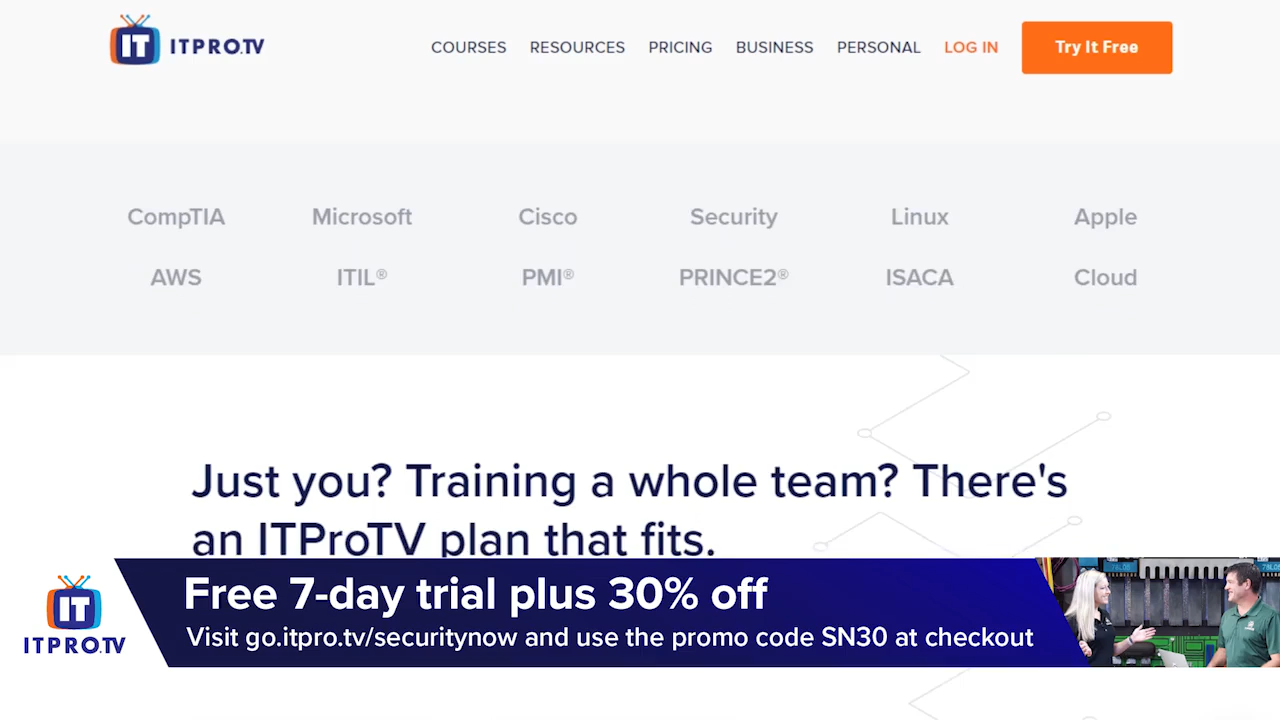 IT ITPRO.TV
COURSES RESOURCES PRICING BUSINESS PERSONAL LOG IN Try It Free
CompTIA Microsoft Cisco Security Linux Apple
AWS ITIL® PMI® PRINCE2® ISACA Cloud
Just you? Training a whole team? There's
an ITProTV plan that fits.
IT
ITPRO.TV
Free 7-day trial plus 30% off
Visit go.itpro.tv/securitynow and use the promo code SN30 at checkout